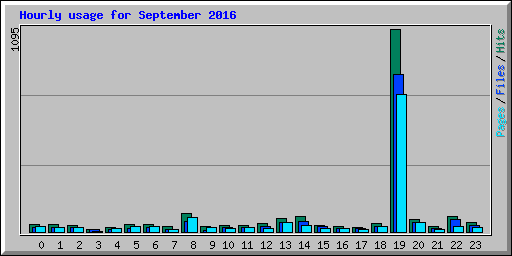 Hourly usage for September 2016
1095
Pages/Files/Hits
0 1 2 3 4 5 6 7 8 9 10 11 12 13 14 15 16 17 18 19 20 21 22 23